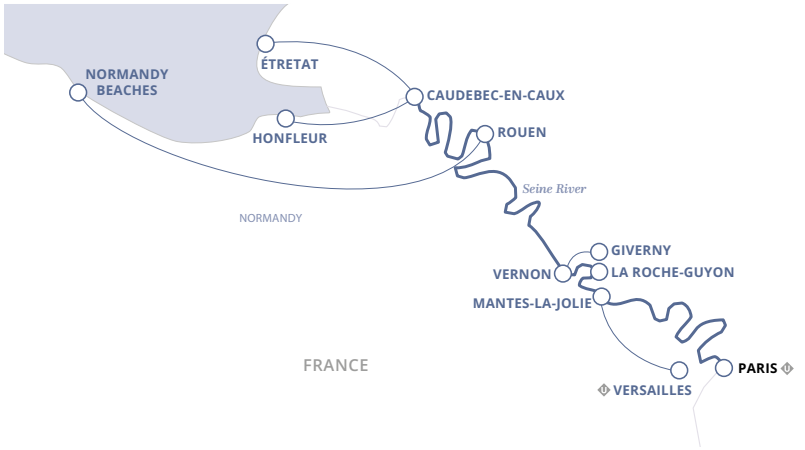 ÉTRETAT
NORMANDY
BEACHES
CAUDEBEC-EN-CAUX
HONFLEUR
ROUEN
Seine River
NORMANDY
GIVERNY
VERNON
LA ROCHE-GUYON
MANTES-LA-JOLIE
FRANCE
PARIS U
U VERSAILLES